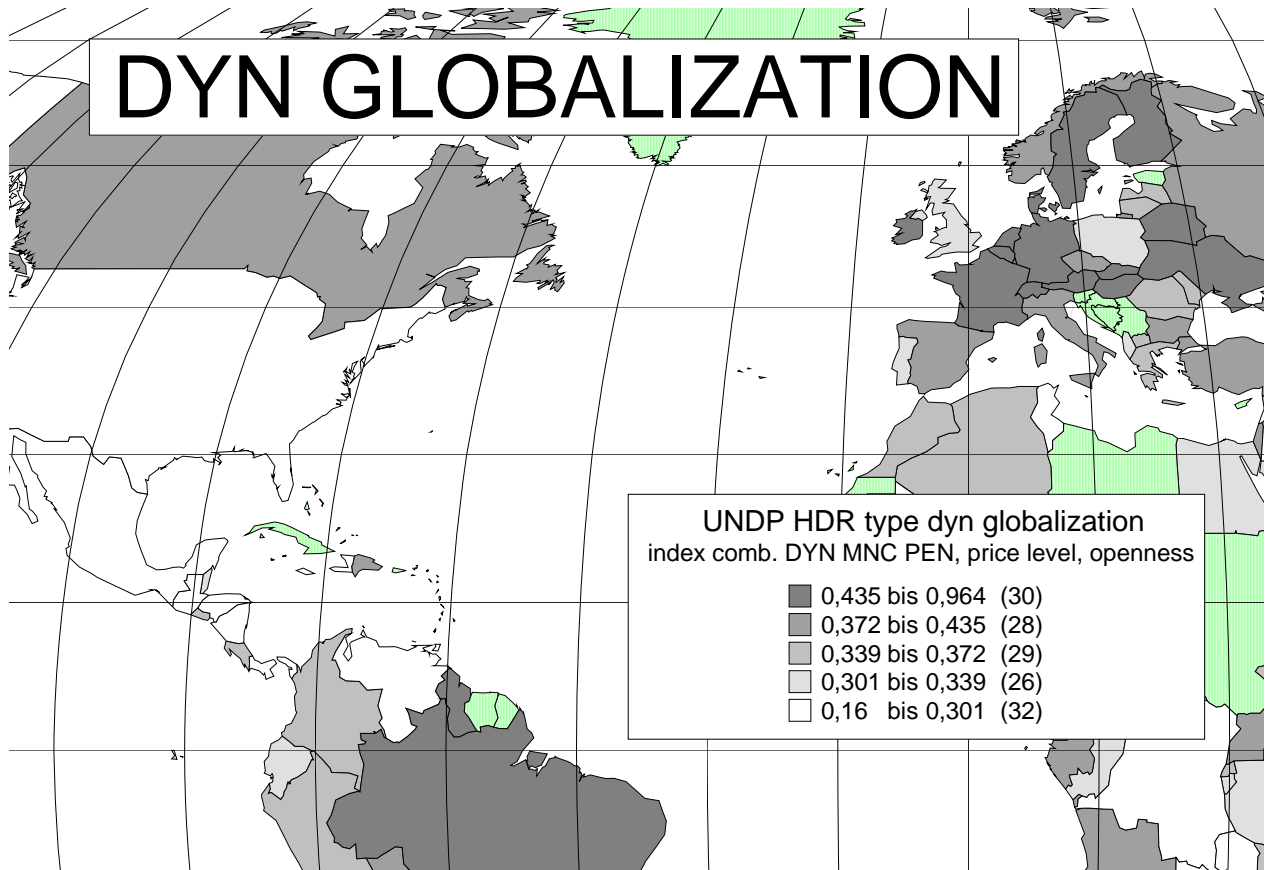 DYN GLOBALIZATION
UNDP HDR type dyn globalization
index comb. DYN MNC PEN, price level, openness
0,435 bis 0,964 (30)
0,372 bis 0,435 (28)
0,339 bis 0,372 (29)
0,301 bis 0,339 (26)
0,16 bis 0,301 (32)